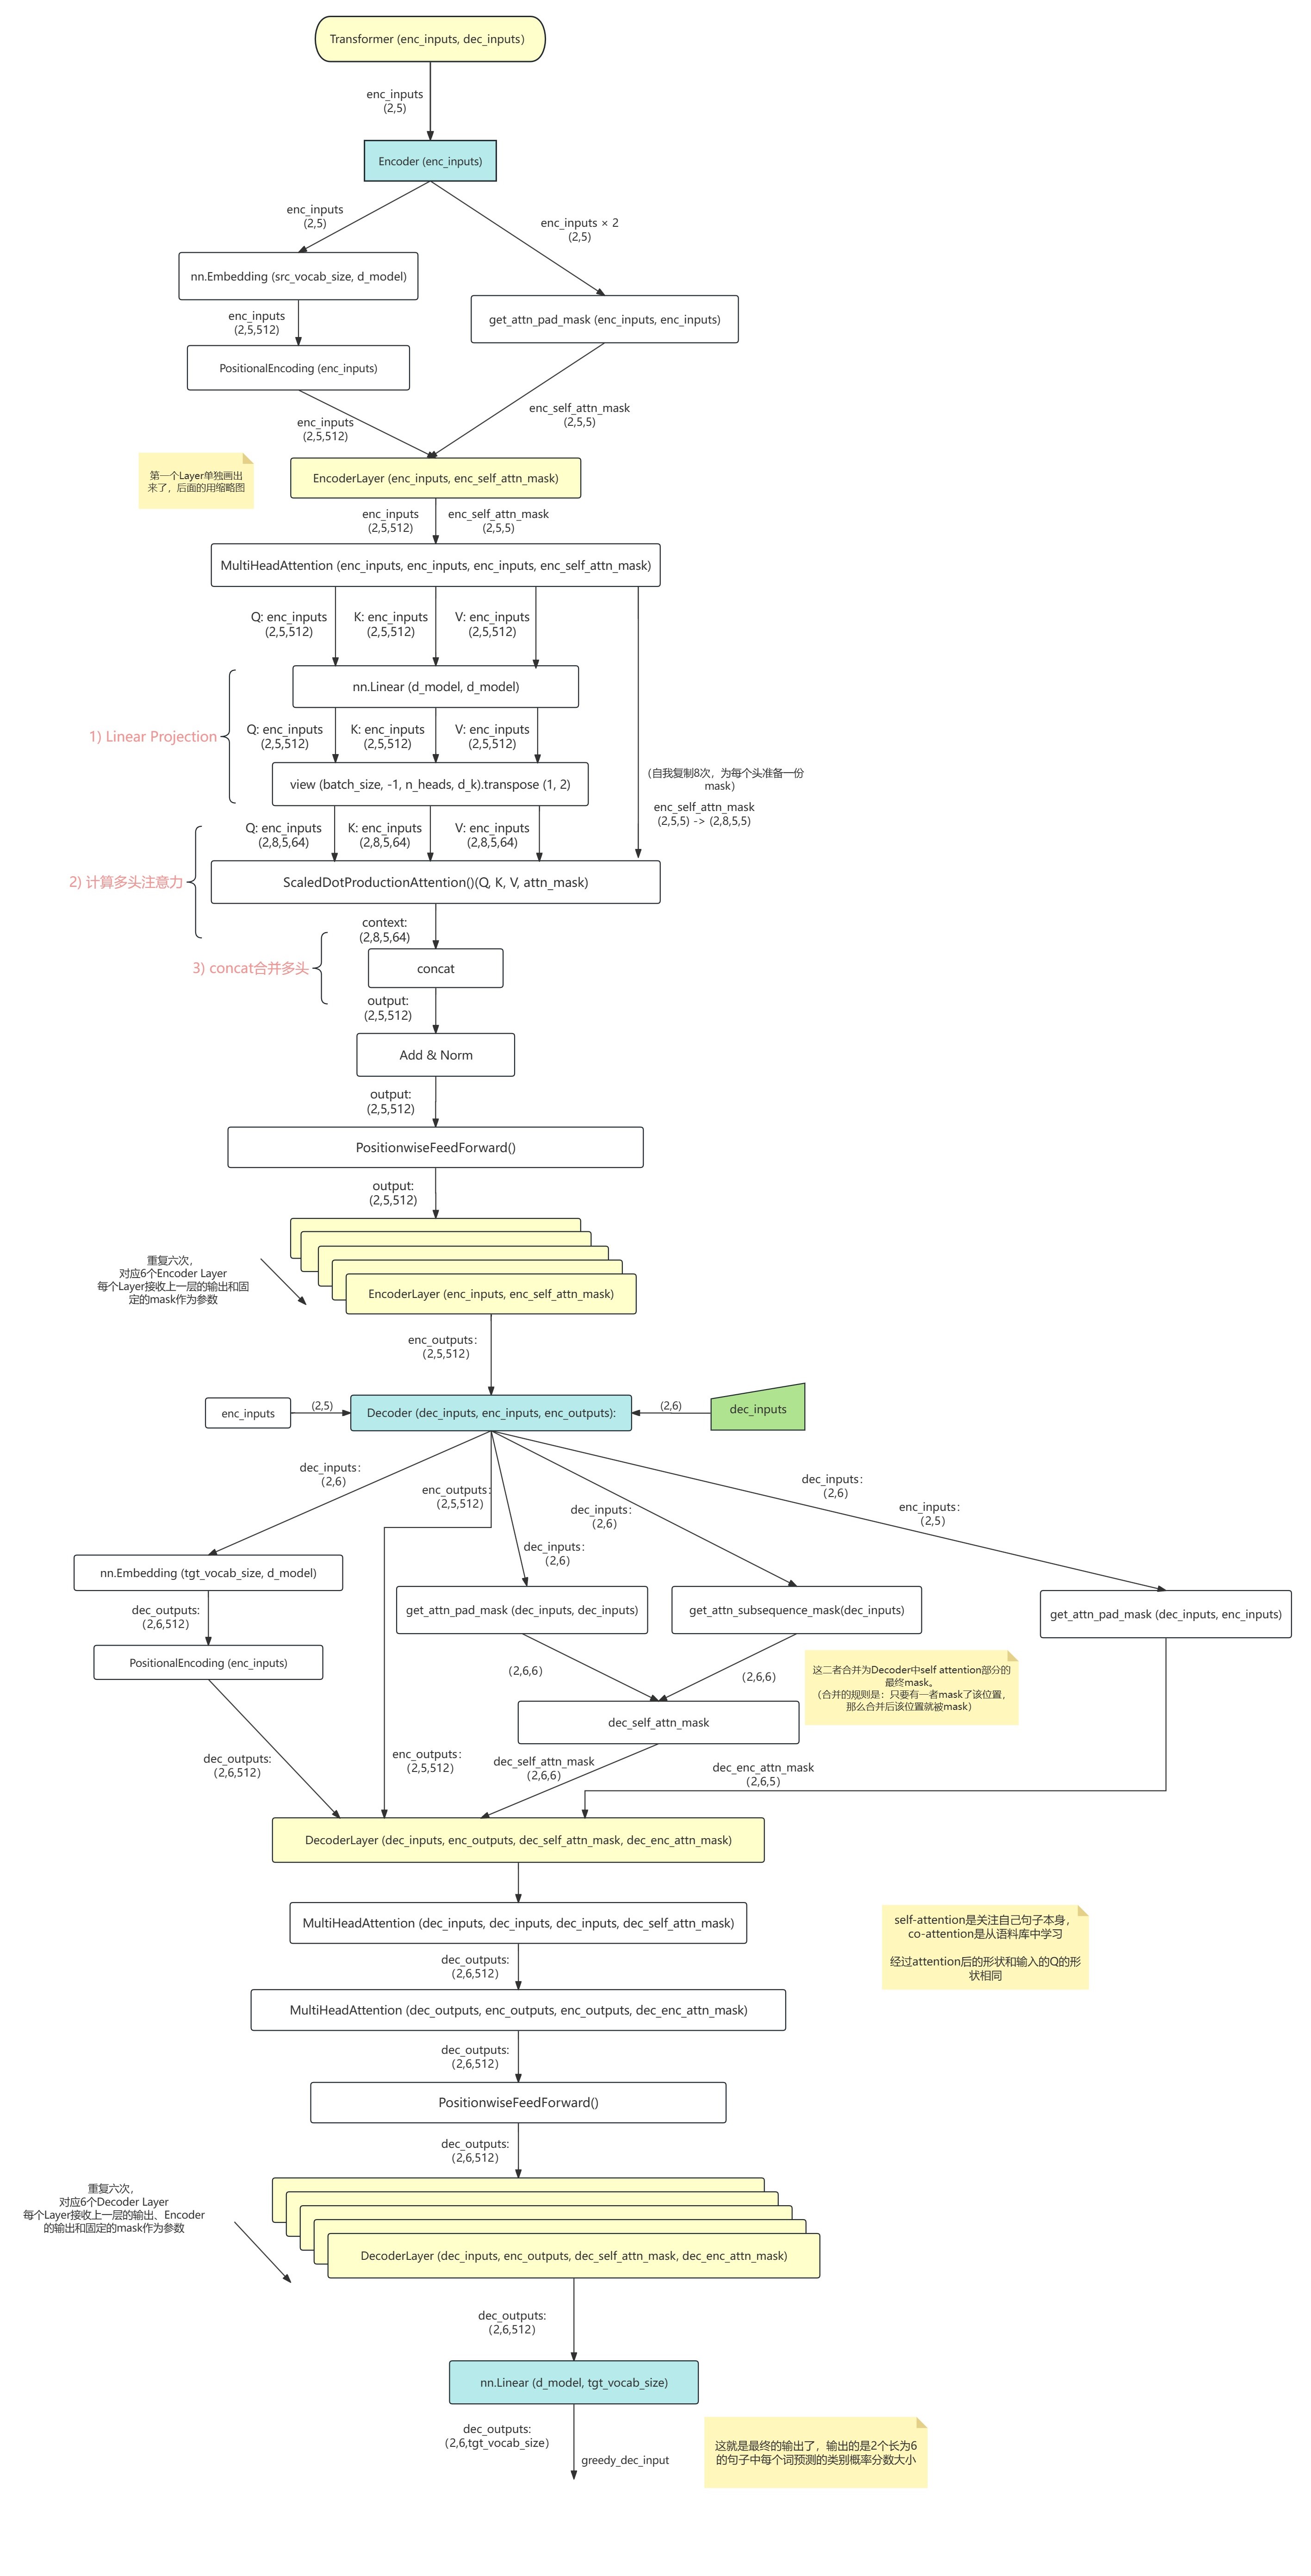 Transformer (enc_inputs, dec_inputs)
enc_inputs
(2,5)
Encoder (enc_inputs)
enc_inputs
(2,5)
enc_inputs × 2
(2,5)
nn.Embedding (src_vocab_size, d_model)
get_attn_pad_mask (enc_inputs, enc_inputs)
enc_inputs
(2,5,512)
PositionalEncoding (enc_inputs)
enc_inputs
(2,5,512)
enc_self_attn_mask
(2,5,5)
第一个Layer单独画出
来了，后面的用缩略图
EncoderLayer (enc_inputs, enc_self_attn_mask)
enc_inputs
(2,5,512)
enc_self_attn_mask
(2,5,5)
MultiHeadAttention (enc_inputs, enc_inputs, enc_inputs, enc_self_attn_mask)
Q: enc_inputs
(2,5,512)
K: enc_inputs
(2,5,512)
V: enc_inputs
(2,5,512)
nn.Linear (d_model, d_model)
1) Linear Projection
Q: enc_inputs
(2,5,512)
K: enc_inputs
(2,5,512)
V: enc_inputs
(2,5,512)
view (batch_size, -1, n_heads, d_k).transpose (1, 2)
（自我复制8次，为每个头准备一份
mask）
enc_self_attn_mask
(2,5,5) -> (2,8,5,5)
Q: enc_inputs
(2,8,5,64)
K: enc_inputs
(2,8,5,64)
V: enc_inputs
(2,8,5,64)
2) 计算多头注意力
ScaledDotProductionAttention()(Q, K, V, attn_mask)
context:
(2,8,5,64)
3) concat合并多头
concat
output:
(2,5,512)
Add & Norm
output:
(2,5,512)
PositionwiseFeedForward()
output:
(2,5,512)
重复六次，
对应6个Encoder Layer
每个Layer接收上一层的输出和固
定的mask作为参数
EncoderLayer (enc_inputs, enc_self_attn_mask)
enc_outputs：
（2,5,512）
enc_inputs
(2,5)
Decoder (dec_inputs, enc_inputs, enc_outputs):
(2,6)
dec_inputs
dec_inputs：
（2,6）
enc_outputs：
（2,5,512）
dec_inputs：
（2,6）
dec_inputs：
（2,6）
dec_inputs：
（2,6）
enc_inputs：
（2,5）
nn.Embedding (tgt_vocab_size, d_model)
get_attn_pad_mask (dec_inputs, dec_inputs)
get_attn_subsequence_mask(dec_inputs)
get_attn_pad_mask (dec_inputs, enc_inputs)
dec_outputs:
（2,6,512）
PositionalEncoding (enc_inputs)
（2,6,6）
（2,6,6）
这二者合并为Decoder中self attention部分的
最终mask。
（合并的规则是：只要有一者mask了该位置，
那么合并后该位置就被mask）
dec_self_attn_mask
dec_outputs:
（2,6,512）
enc_outputs：
（2,5,512）
dec_self_attn_mask
（2,6,6）
dec_enc_attn_mask
（2,6,5）
DecoderLayer (dec_inputs, enc_outputs, dec_self_attn_mask, dec_enc_attn_mask)
MultiHeadAttention (dec_inputs, dec_inputs, dec_inputs, dec_self_attn_mask)
self-attention是关注自己句子本身，
co-attention是从语料库中学习
经过attention后的形状和输入的Q的形
状相同
dec_outputs:
（2,6,512）
MultiHeadAttention (dec_outputs, enc_outputs, enc_outputs, dec_enc_attn_mask)
dec_outputs:
（2,6,512）
PositionwiseFeedForward()
dec_outputs:
（2,6,512）
重复六次，
对应6个Decoder Layer
每个Layer接收上一层的输出、Encoder
的输出和固定的mask作为参数
DecoderLayer (dec_inputs, enc_outputs, dec_self_attn_mask, dec_enc_attn_mask)
dec_outputs:
（2,6,512）
nn.Linear (d_model, tgt_vocab_size)
dec_outputs:
（2,6,tgt_vocab_size）
greedy_dec_input
这就是最终的输出了，输出的是2个长为6
的句子中每个词预测的类别概率分数大小